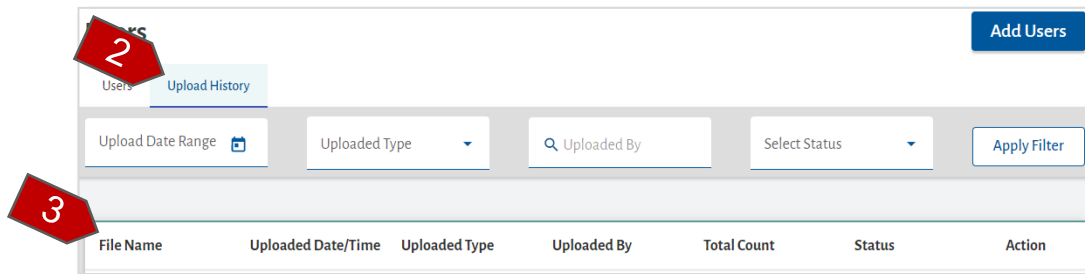 Users
Add Users
2
Users Upload History
Upload Date Range Uploaded Type Uploaded By Select Status Apply Filter
3
File Name Uploaded Date/Time Uploaded Type Uploaded By Total Count Status Action